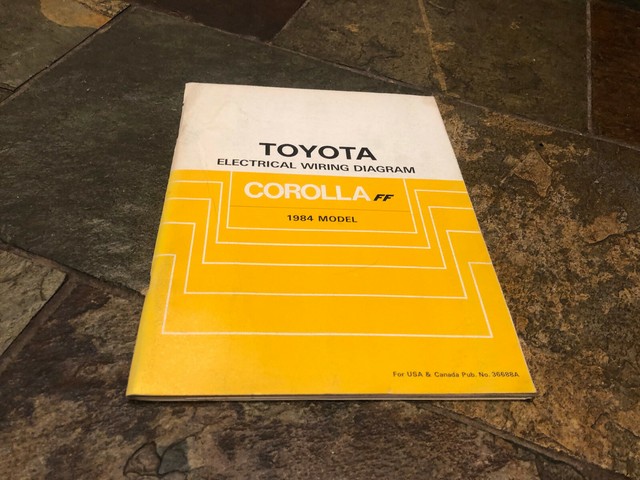 TOYOTA
ELECTRICAL WIRING DIAGRAM
COROLLA FF
1984 MODEL
For USA & Canada Pub. No. 36688A